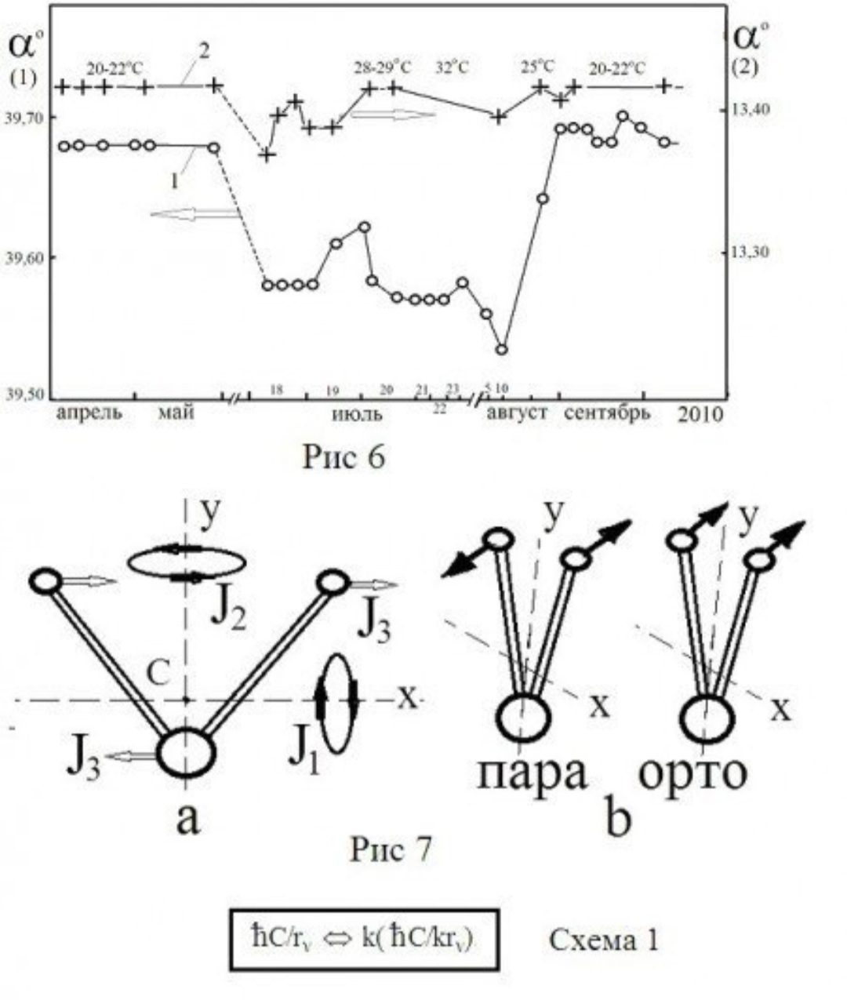 α° α°
(1) 20-22°C 2 28-29°C 32°C 25°C 20-22°C (2)
39,70 13,40
1
39,60 13,30
39,50 18 19 20 21 22 23 5 10
апрель май июль август сентябрь 2010
Рис 6
y y y
J2 J3
C x
J3 J1 x x
пара орто
a b
Рис 7
ħC/rᵥ ⇔ k(ħC/krᵥ) Схема 1